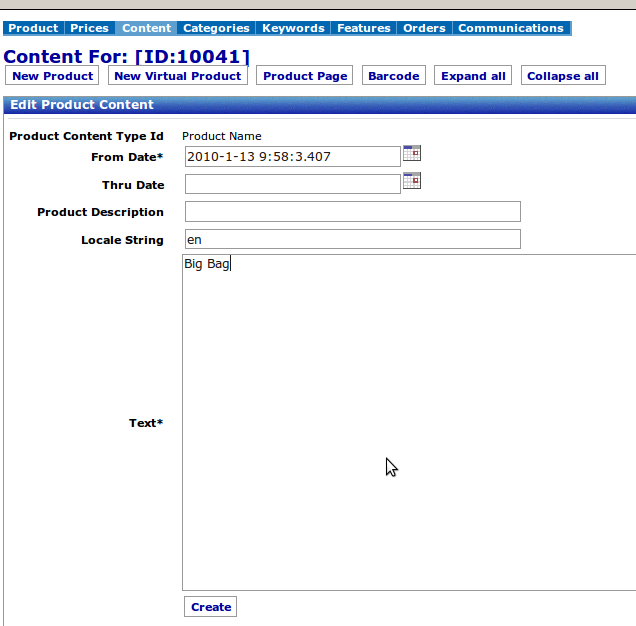 Product Prices Content Categories Keywords Features Orders Communications
Content For: [ID:10041]
New Product New Virtual Product Product Page Barcode Expand all Collapse all
Edit Product Content
Product Content Type Id Product Name
From Date* 2010-1-13 9:58:3.407
Thru Date
Product Description
Locale String en
Big Bag
Text*
Create